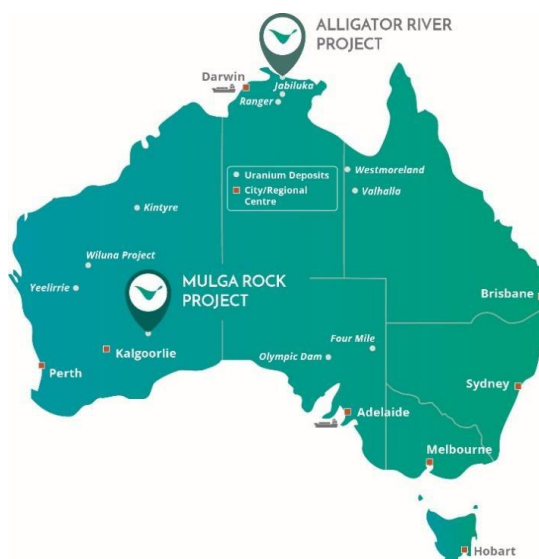 ALLIGATOR RIVER
PROJECT
Darwin
Jabiluka
Ranger
Uranium Deposits
City/Regional
Centre
Westmoreland
Valhalla
Kintyre
Wiluna Project
Yeelirrie
MULGA ROCK
PROJECT
Brisbane
Kalgoorlie
Perth
Four Mile
Olympic Dam
Sydney
Adelaide
Melbourne
Hobart